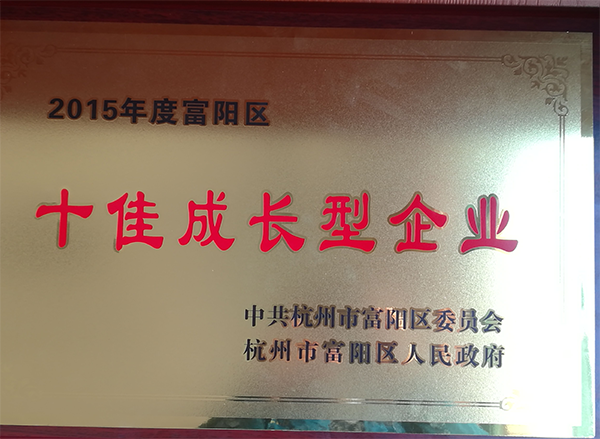 2015年度富阳区
十佳成长型企业
中共杭州市富阳区委员会
杭州市富阳区人民政府